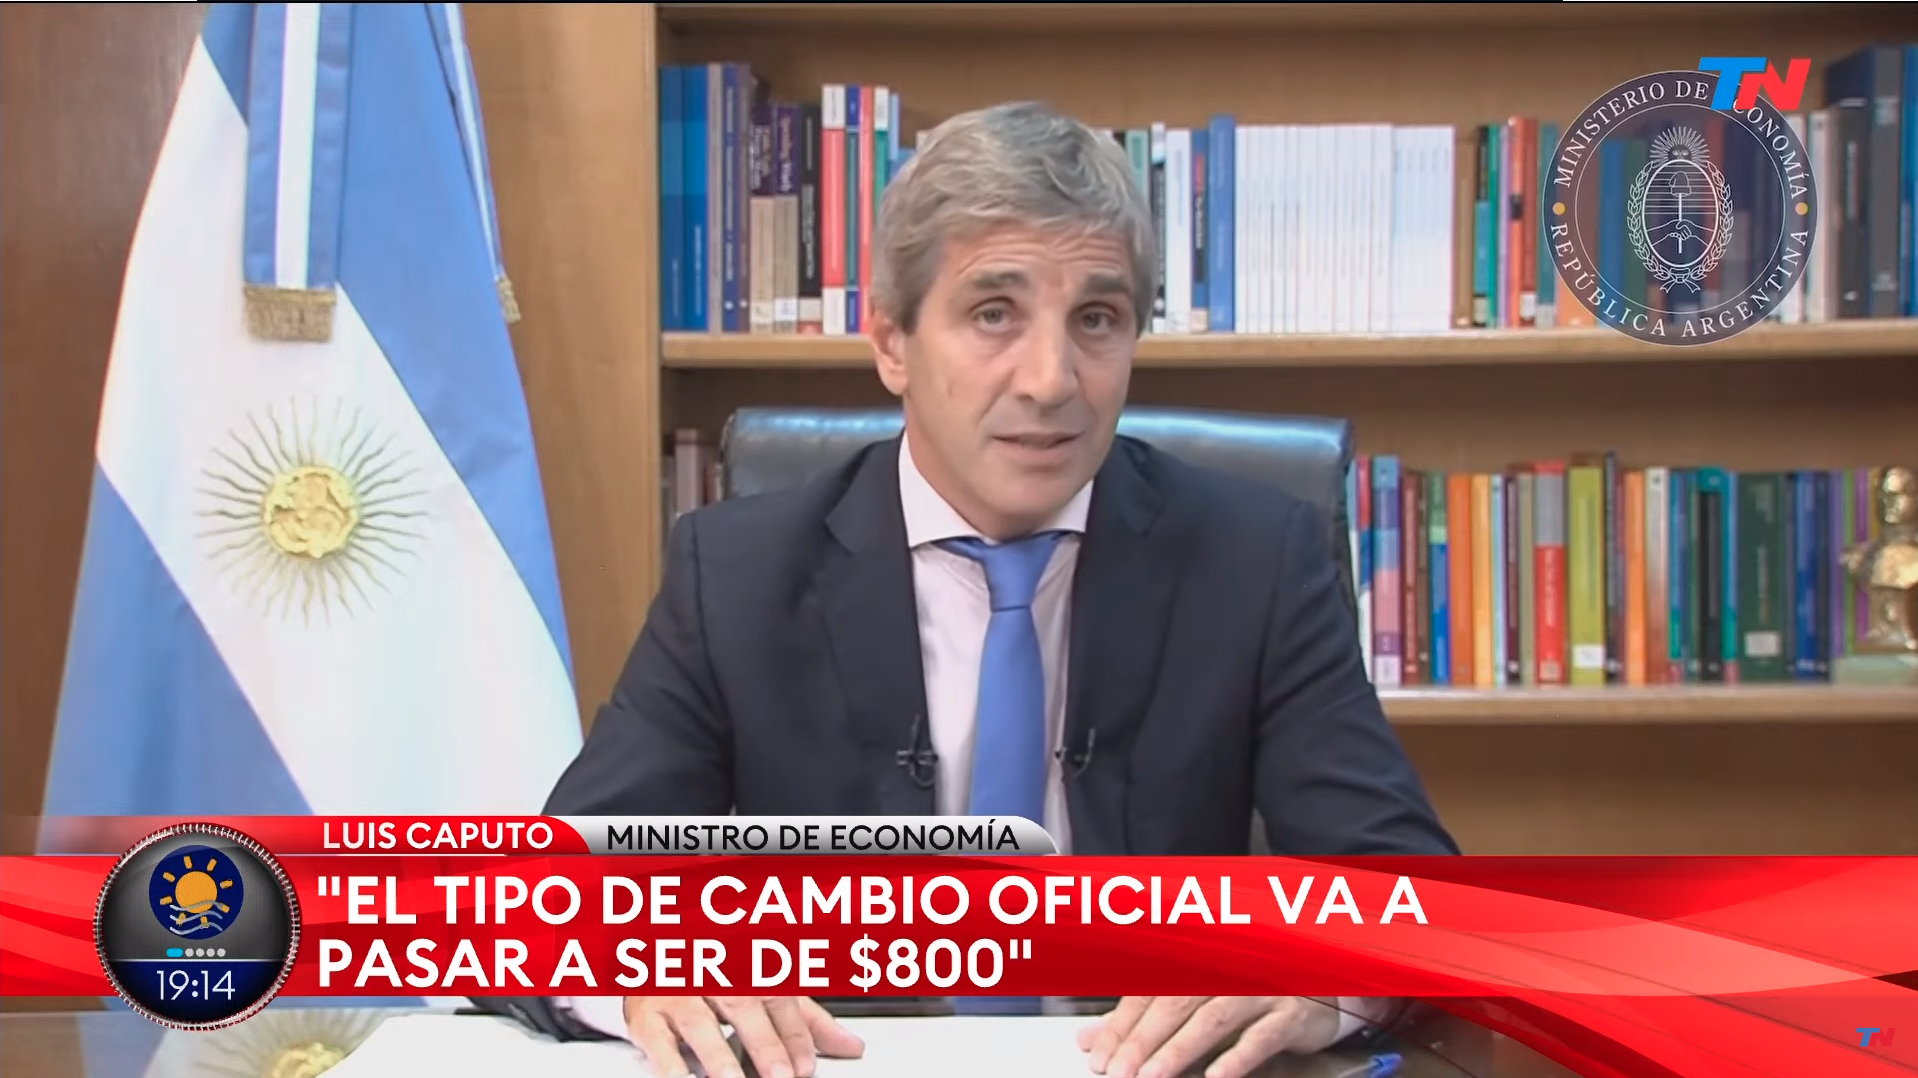 TN
MINISTERIO DE ECONOMÍA
REPÚBLICA ARGENTINA
LUIS CAPUTO
MINISTRO DE ECONOMÍA
"EL TIPO DE CAMBIO OFICIAL VA A
PASAR A SER DE $800"
19:14
TN